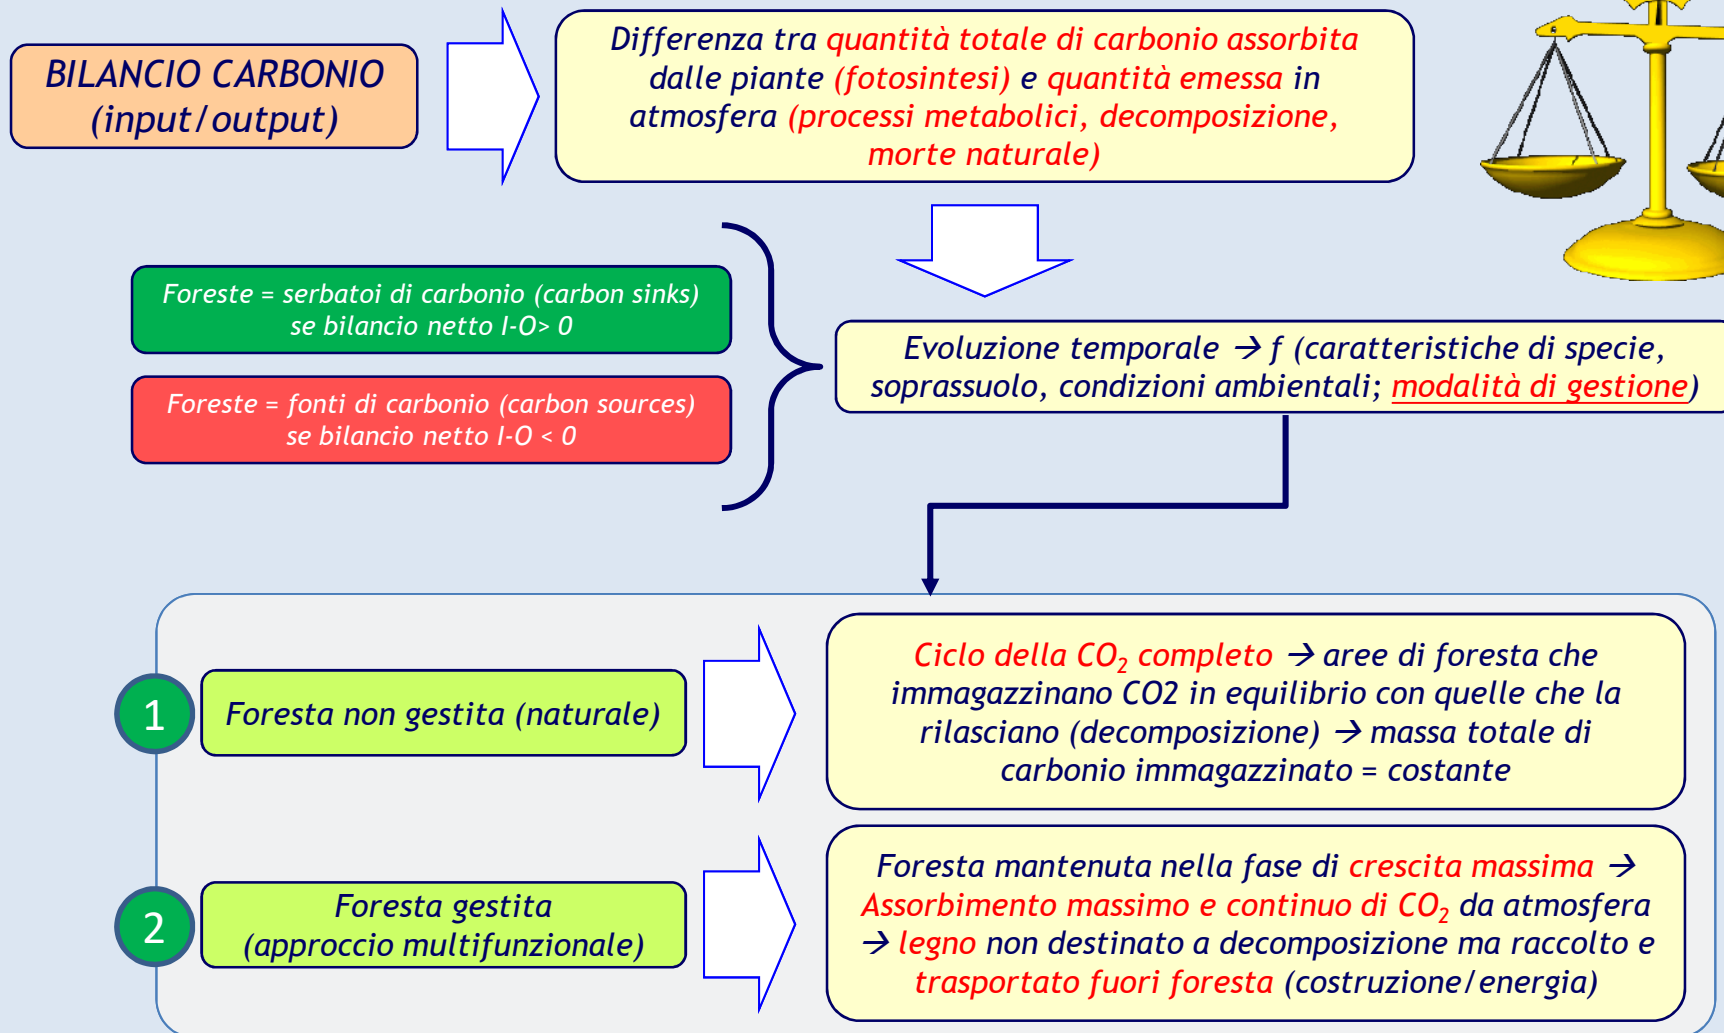 BILANCIO CARBONIO
(input/output)
Differenza tra quantità totale di carbonio assorbita
dalle piante (fotosintesi) e quantità emessa in
atmosfera (processi metabolici, decomposizione,
morte naturale)
Foreste = serbatoi di carbonio (carbon sinks)
se bilancio netto I-O> 0
Foreste = fonti di carbonio (carbon sources)
se bilancio netto I-O < 0
Evoluzione temporale → f (caratteristiche di specie,
soprassuolo, condizioni ambientali; modalità di gestione)
1
Foresta non gestita (naturale)
Ciclo della CO₂ completo → aree di foresta che
immagazzinano CO2 in equilibrio con quelle che la
rilasciano (decomposizione) → massa totale di
carbonio immagazzinato = costante
2
Foresta gestita
(approccio multifunzionale)
Foresta mantenuta nella fase di crescita massima →
Assorbimento massimo e continuo di CO₂ da atmosfera
→ legno non destinato a decomposizione ma raccolto e
trasportato fuori foresta (costruzione/energia)